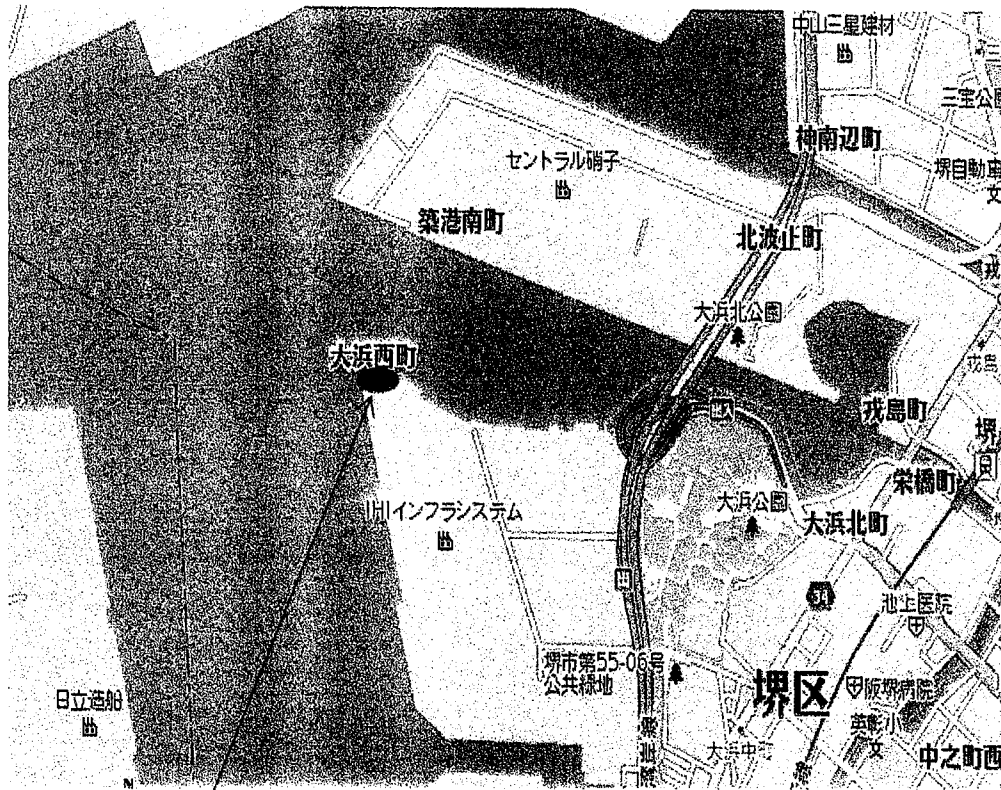 中山三星建材
三宝公園
神南辺町
セントラル硝子
堺自動車
築港南町
北波止町
大浜北公園
大浜西町
戎島
戎島町
堺
栄橋町
大浜公園
IHIインフラシステム
大浜北町
34
池上医院
堺市第55-06号
公共緑地
堺区
阪堺病院
日立造船
英彰小
大浜中町
中之町西